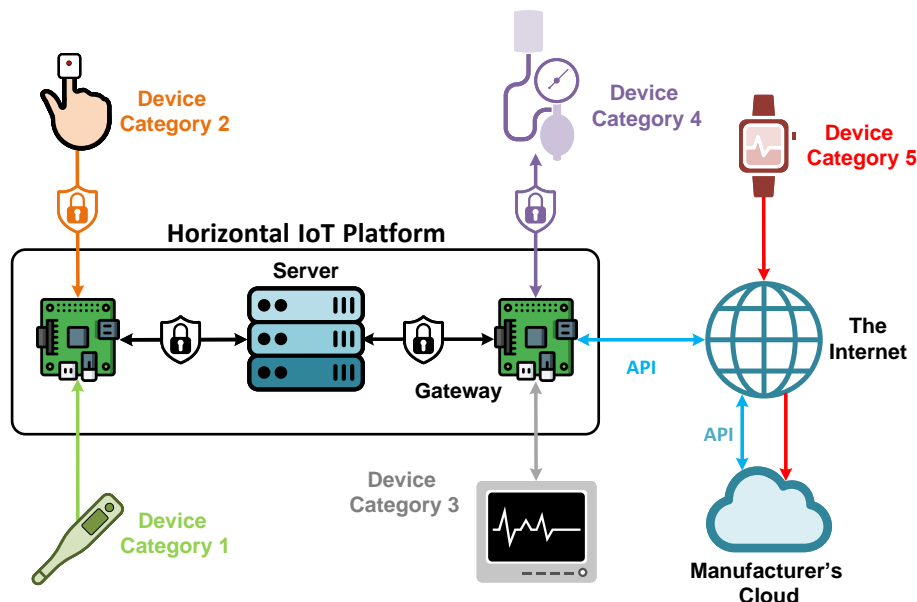 Device
Category 2
Device
Category 4
Device
Category 5
Horizontal IoT Platform
Server
The
Internet
Gateway
API
API
Device
Category 3
Device
Category 1
Manufacturer's
Cloud